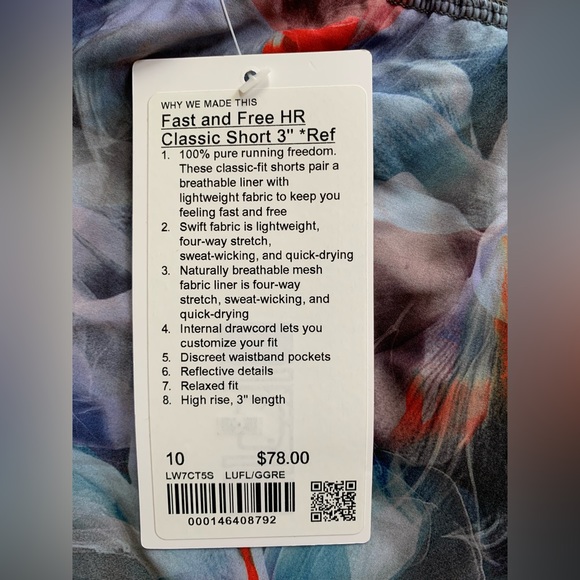 WHY WE MADE THIS
Fast and Free HR
Classic Short 3" *Ref
1. 100% pure running freedom.
These classic-fit shorts pair a
breathable liner with
lightweight fabric to keep you
feeling fast and free
2. Swift fabric is lightweight,
four-way stretch,
sweat-wicking, and quick-drying
3. Naturally breathable mesh
fabric liner is four-way
stretch, sweat-wicking, and
quick-drying
4. Internal drawcord lets you
customize your fit
5. Discreet waistband pockets
6. Reflective details
7. Relaxed fit
8. High rise, 3" length
10 $78.00
LW7CT5S LUFL/GGRE
000146408792